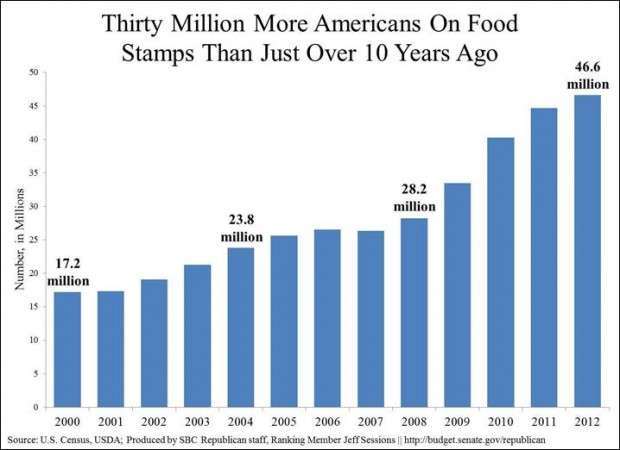 Thirty Million More Americans On Food
Stamps Than Just Over 10 Years Ago
Number, in Millions
50
45
40
35
30
25
20
15
10
5
0
17.2
million
23.8
million
28.2
million
46.6
million
2000 2001 2002 2003 2004 2005 2006 2007 2008 2009 2010 2011 2012
Source: U.S. Census, USDA; Produced by SBC Republican staff, Ranking Member Jeff Sessions || http://budget.senate.gov/republican